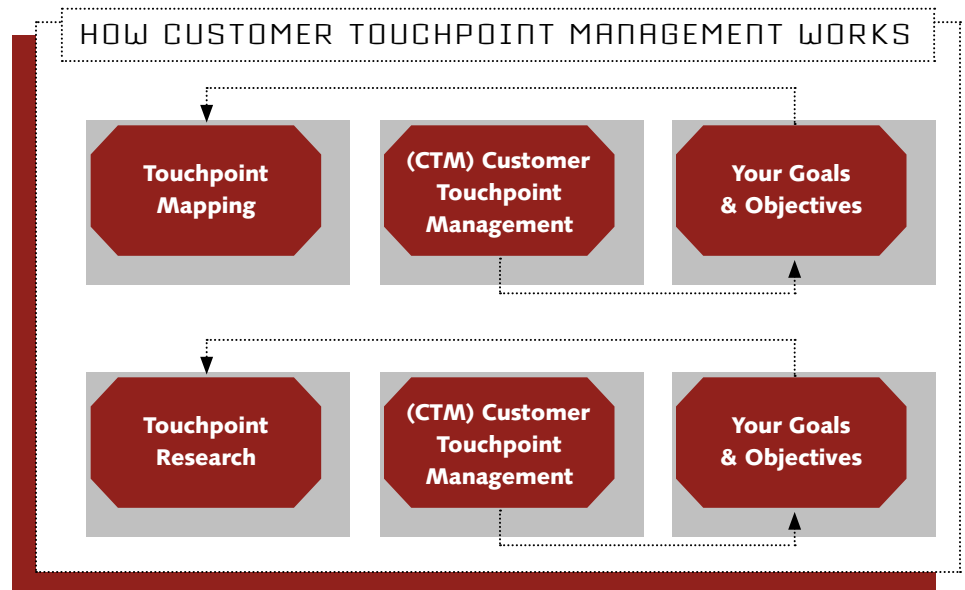 HOW CUSTOMER TOUCHPOINT MANAGEMENT WORKS
Touchpoint
Mapping
(CTM) Customer
Touchpoint
Management
Your Goals
& Objectives
Touchpoint
Research
(CTM) Customer
Touchpoint
Management
Your Goals
& Objectives